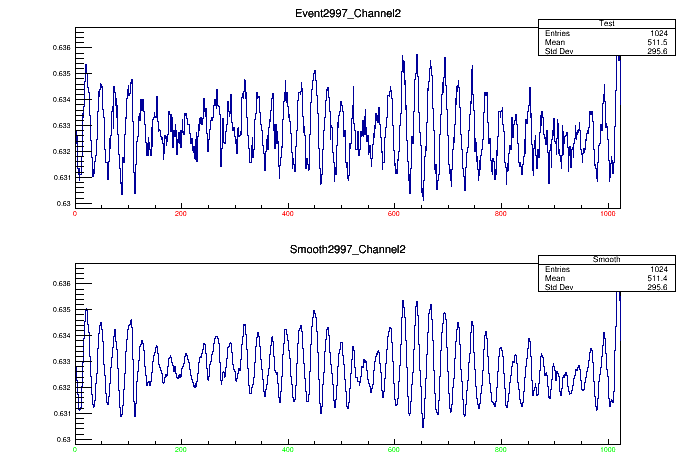 Event2997_Channel2
Test
Entries 1024
Mean 511.5
Std Dev 295.6
0.636
0.635
0.634
0.633
0.632
0.631
0.63
0 200 400 600 800 1000
Smooth2997_Channel2
Smooth
Entries 1024
Mean 511.4
Std Dev 295.6
0.636
0.635
0.634
0.633
0.632
0.631
0.63
0 200 400 600 800 1000